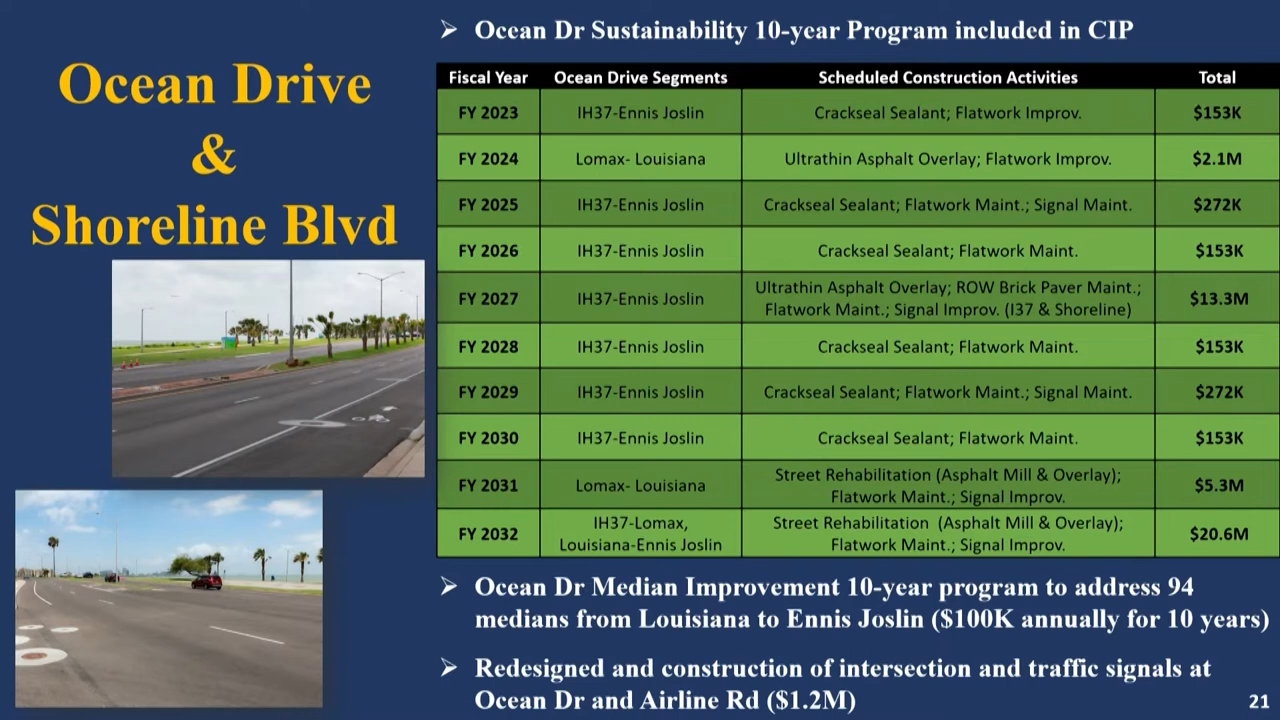 Ocean Drive
&
Shoreline Blvd
➢ Ocean Dr Sustainability 10-year Program included in CIP
Fiscal Year Ocean Drive Segments Scheduled Construction Activities Total
FY 2023 IH37-Ennis Joslin Crackseal Sealant; Flatwork Improv. $153K
FY 2024 Lomax- Louisiana Ultrathin Asphalt Overlay; Flatwork Improv. $2.1M
FY 2025 IH37-Ennis Joslin Crackseal Sealant; Flatwork Maint.; Signal Maint. $272K
FY 2026 IH37-Ennis Joslin Crackseal Sealant; Flatwork Maint. $153K
FY 2027 IH37-Ennis Joslin Ultrathin Asphalt Overlay; ROW Brick Paver Maint.;
Flatwork Maint.; Signal Improv. (I37 & Shoreline) $13.3M
FY 2028 IH37-Ennis Joslin Crackseal Sealant; Flatwork Maint. $153K
FY 2029 IH37-Ennis Joslin Crackseal Sealant; Flatwork Maint.; Signal Maint. $272K
FY 2030 IH37-Ennis Joslin Crackseal Sealant; Flatwork Maint. $153K
FY 2031 Lomax- Louisiana Street Rehabilitation (Asphalt Mill & Overlay);
Flatwork Maint.; Signal Improv. $5.3M
FY 2032 IH37-Lomax,
Louisiana-Ennis Joslin Street Rehabilitation (Asphalt Mill & Overlay);
Flatwork Maint.; Signal Improv. $20.6M
➢ Ocean Dr Median Improvement 10-year program to address 94
medians from Louisiana to Ennis Joslin ($100K annually for 10 years)
➢ Redesigned and construction of intersection and traffic signals at
Ocean Dr and Airline Rd ($1.2M)
21